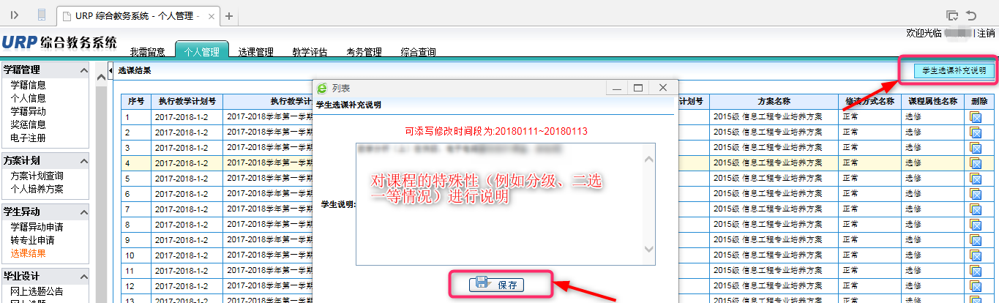 URP 综合教务系统 - 个人管理 -
欢迎光临 | 注销
URP 综合教务系统
我需留意 个人管理 选课管理 教学评估 考务管理 综合查询
学籍管理
学籍信息
个人信息
学籍异动
奖惩信息
电子注册
方案计划
方案计划查询
个人培养方案
学生异动
学籍异动申请
转专业申请
选课结果
毕业设计
网上选题公告
选课结果
学生选课补充说明
序号 执行教学计划号 执行教学计 计划号 方案名称 修读方式名称 课程属性名称 删除
1 2017-2018-1-2 2017-2018学年第一学期 2015级 信息工程专业培养方案 正常 选修
2 2017-2018-1-2 2017-2018学年第一学期 2015级 信息工程专业培养方案 正常 选修
3 2017-2018-1-2 2017-2018学年第一学期 2015级 信息工程专业培养方案 正常 选修
4 2017-2018-1-2 2017-2018学年第一学期 2015级 信息工程专业培养方案 正常 选修
5 2017-2018-1-2 2017-2018学年第一学期 2015级 信息工程专业培养方案 正常 选修
6 2017-2018-1-2 2017-2018学年第一学期 2015级 信息工程专业培养方案 正常 选修
7 2017-2018-1-2 2017-2018学年第一学期 2015级 信息工程专业培养方案 正常 选修
8 2017-2018-1-2 2017-2018学年第一学期 2015级 信息工程专业培养方案 正常 选修
9 2017-2018-1-2 2017-2018学年第一学期 2015级 信息工程专业培养方案 正常 选修
10 2017-2018-1-2 2017-2018学年第一学期 2015级 信息工程专业培养方案 正常 选修
11 2017-2018-1-2 2017-2018学年第一学期 2015级 信息工程专业培养方案 正常 选修
12 2017-2018-1-2 2017-2018学年第一学期 2015级 信息工程专业培养方案 正常 选修
13 2017-2018-1-2 2017-2018学年第一学期 2015级 信息工程专业培养方案 正常 选修
列表
学生选课补充说明
可添写修改时间段为:20180111~20180113
学生说明:
对课程的特殊性（例如分级、二选
一等情况）进行说明
保存